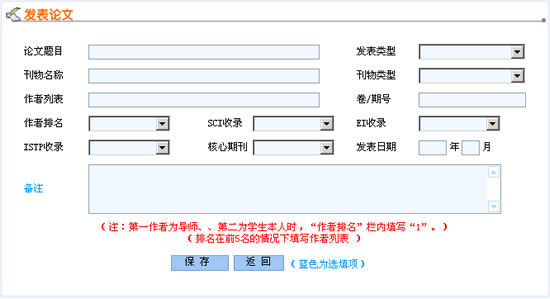 发表论文
论文题目 发表类型
刊物名称 刊物类型
作者列表 卷/期号
作者排名 SCI收录 EI收录
ISTP收录 核心期刊 发表日期 年 月
备注
(注：第一作者为导师、、第二为学生本人时，“作者排名”栏内填写“1”。)
(排名在前5名的情况下填写作者列表 )
保 存 返 回 (蓝色为选填项)